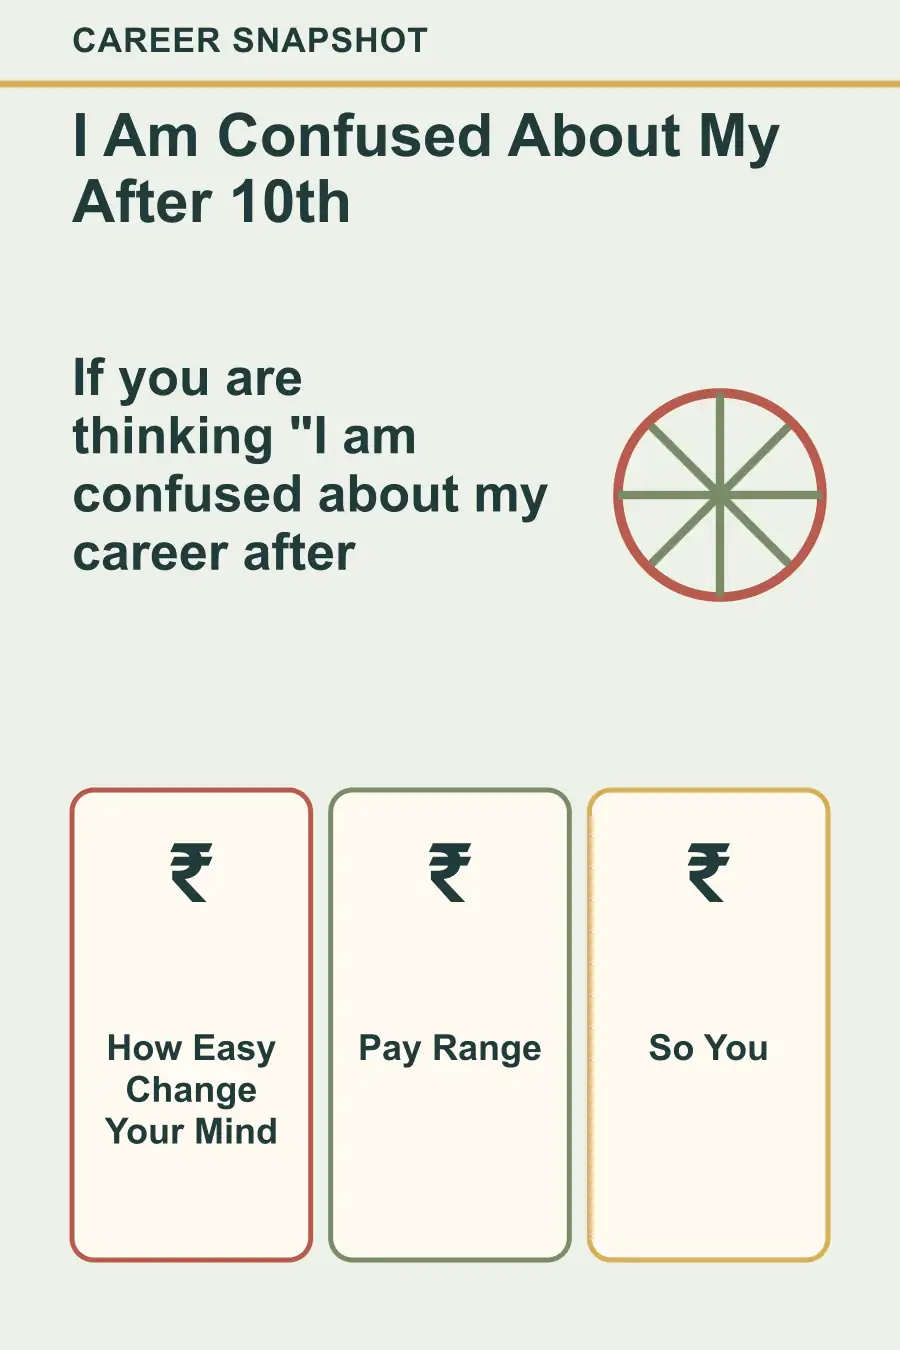 CAREER SNAPSHOT
I Am Confused About My
After 10th
If you are
thinking "I am
confused about my
career after
₹
How Easy
Change
Your Mind
₹
Pay Range
₹
So You